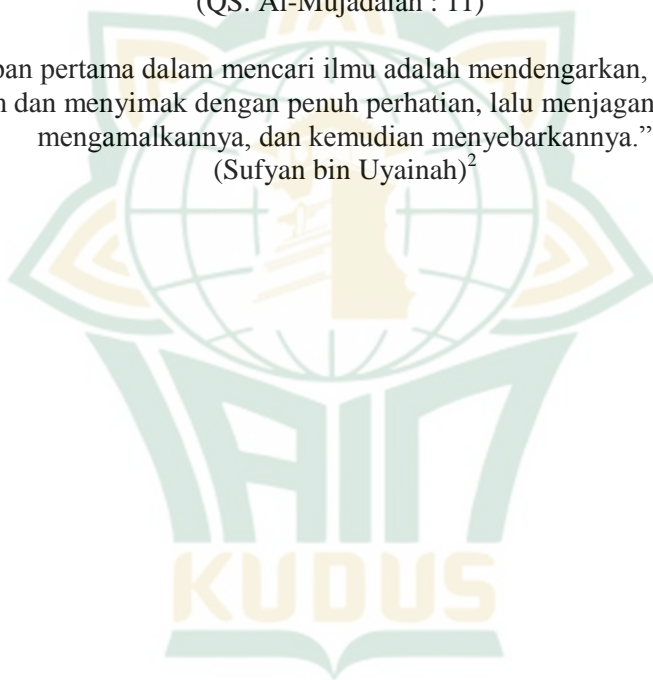 (QS. Al-Mujadalah : 11)
pan pertama dalam mencari ilmu adalah mendengarkan,
n dan menyimak dengan penuh perhatian, lalu menjagan
mengamalkannya, dan kemudian menyebarkannya.”
(Sufyan bin Uyainah)2
IAIN
KUDUS